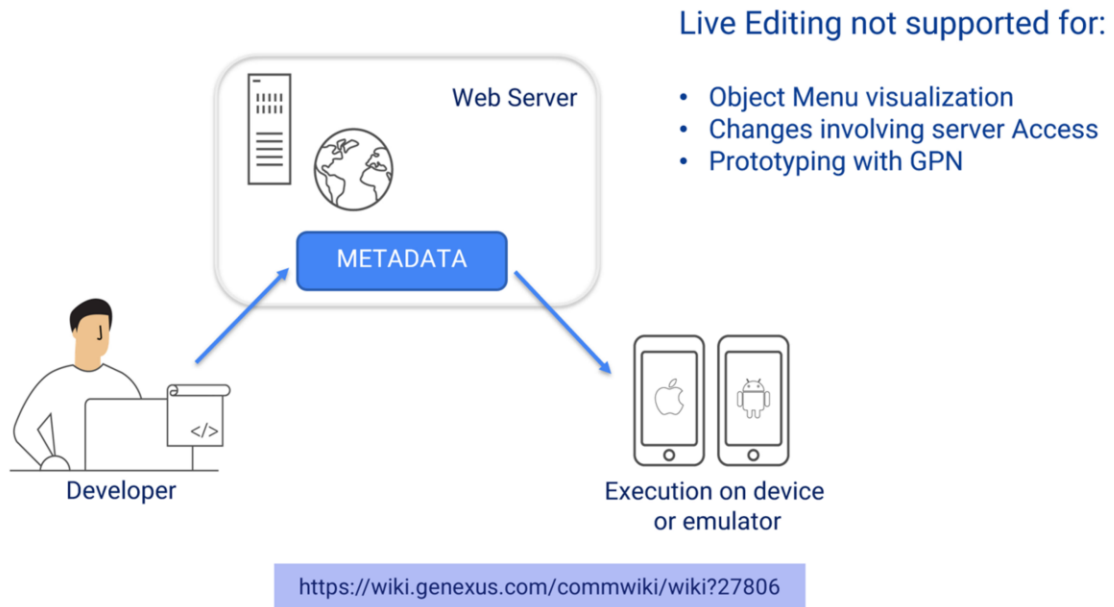 Live Editing not supported for:
• Object Menu visualization
• Changes involving server Access
• Prototyping with GPN
Web Server
METADATA
</>
Developer
Execution on device
or emulator
https://wiki.genexus.com/commwiki/wiki?27806